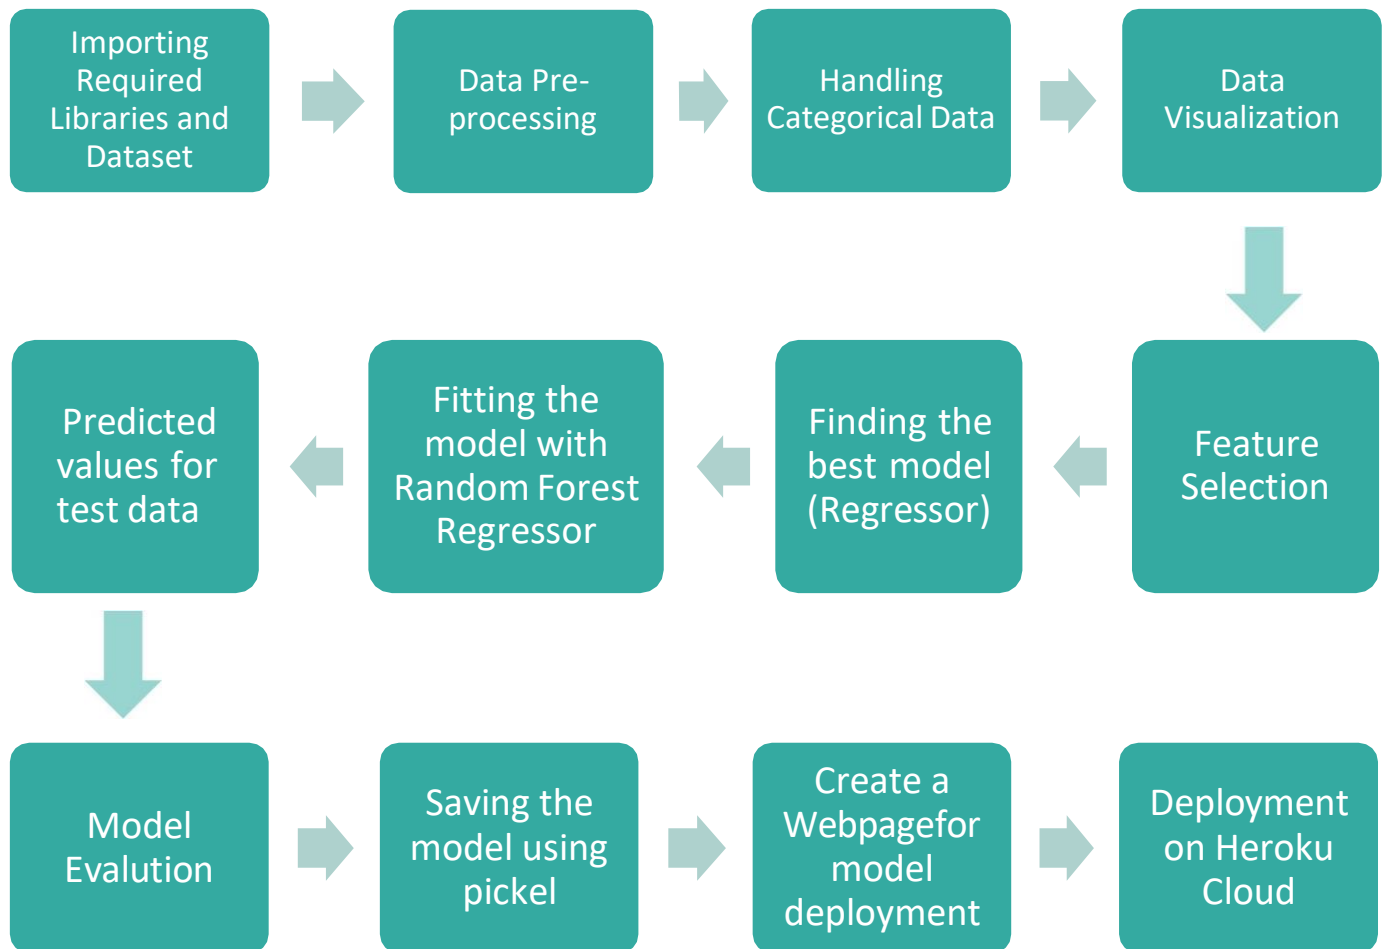 Importing
Required
Libraries and
Dataset
Data Pre-
processing
Handling
Categorical Data
Data
Visualization
Feature
Selection
Finding the
best model
(Regressor)
Fitting the
model with
Random Forest
Regressor
Predicted
values for
test data
Model
Evalution
Saving the
model using
pickel
Create a
Webpagefor
model
deployment
Deployment
on Heroku
Cloud